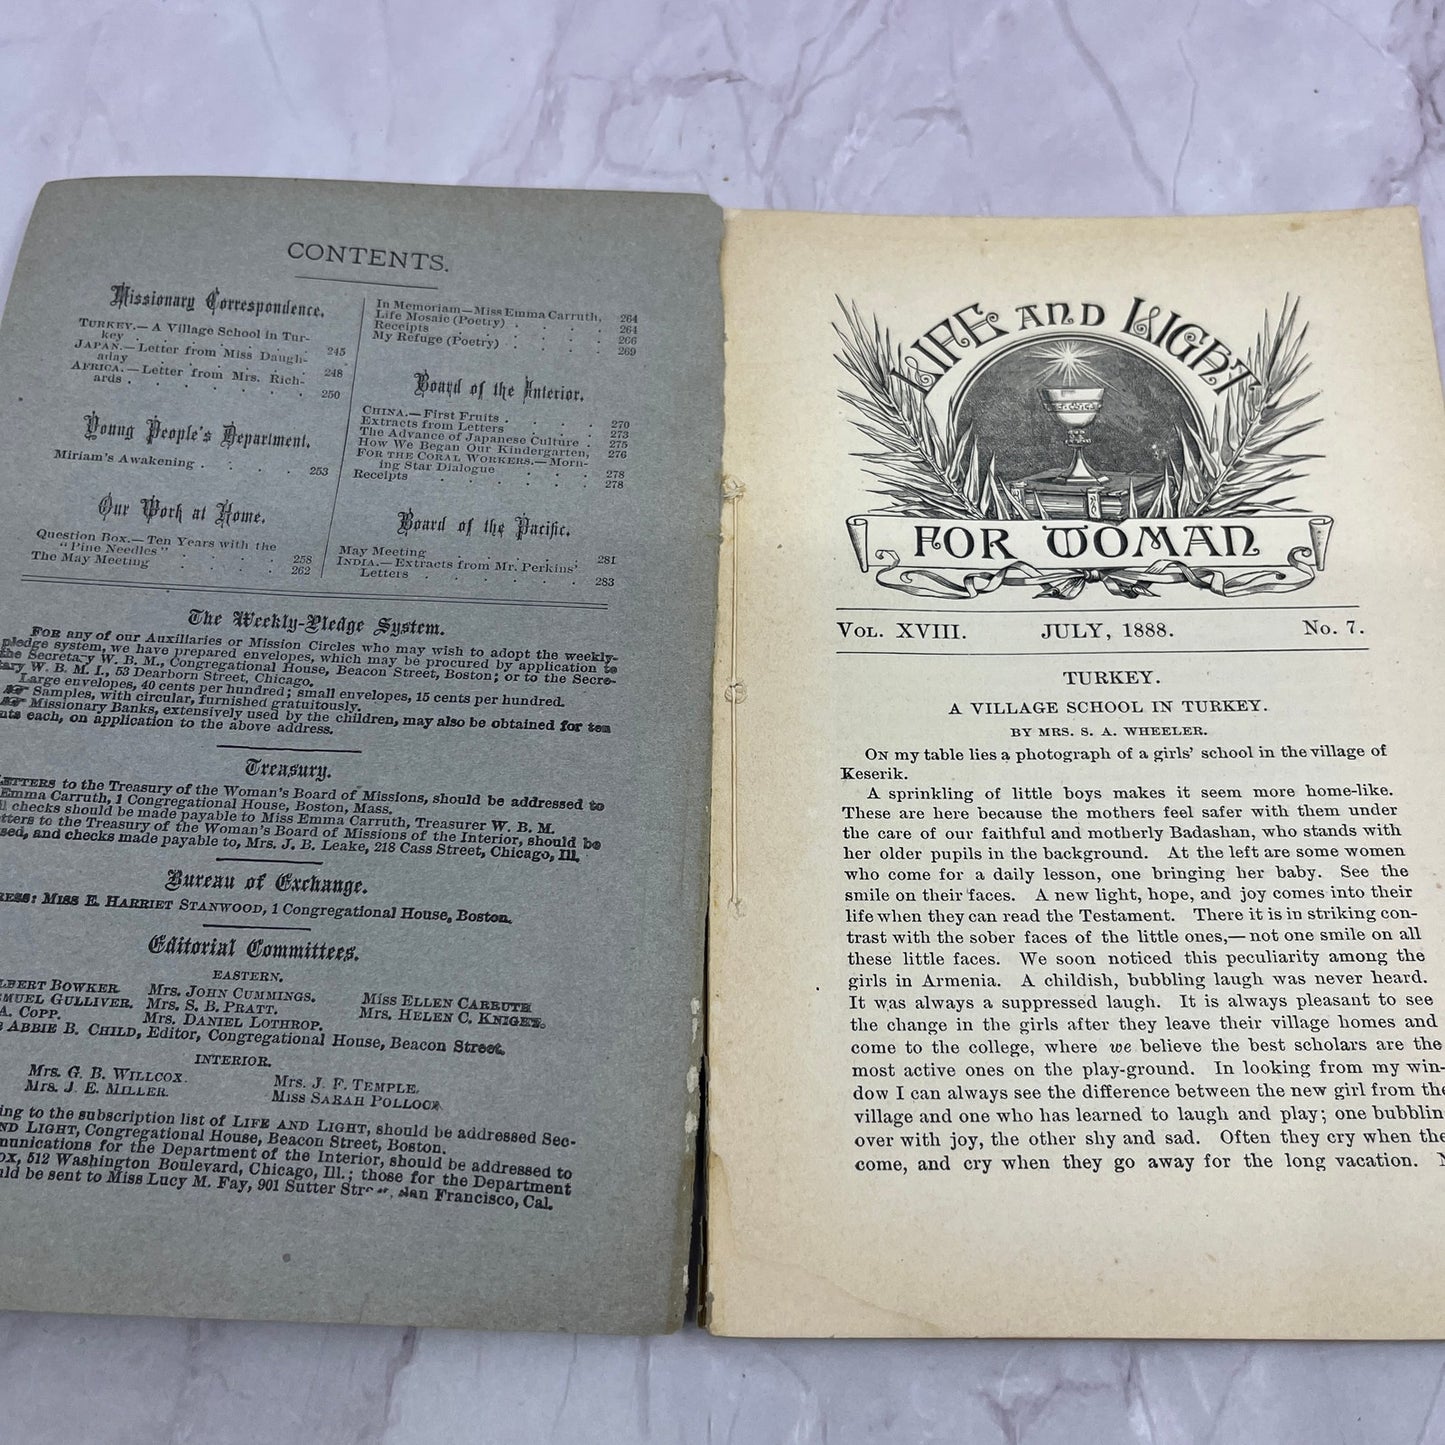 CONTENTS.
Missionary Correspondence.
TURKEY.—A Village School in Tur-
key . . . . . . 245
JAPAN.—Letter from Miss Daugh-
aday . . . . . . 248
AFRICA.—Letter from Mrs. Rich-
ards . . . . . . 250
Young People's Department.
Miriam's Awakening . . . . 253
Our Work at Home.
Question Box.—Ten Years with the
"Pine Needles" . . . . 258
The May Meeting . . . . 262
In Memoriam—Miss Emma Carruth, 264
Life Mosaic (Poetry) . . . . 264
Receipts . . . . 266
My Refuge (Poetry) . . . . 269
Board of the Interior.
CHINA.—First Fruits . . . . 270
Extracts from Letters . . . . 273
The Advance of Japanese Culture . 275
How We Began Our Kindergarten, 276
FOR THE CORAL WORKERS.—Morn-
ing Star Dialogue . . . . 278
Receipts . . . . 278
Board of the Pacific.
May Meeting . . . . 281
INDIA.—Extracts from Mr. Perkins'
Letters . . . . 283
The Weekly-Pledge System.
FOR any of our Auxiliaries or Mission Circles who may wish to adopt the weekly-
pledge system, we have prepared envelopes, which may be procured by application to
the Secretary W. B. M., Congregational House, Beacon Street, Boston; or to the Secre-
tary W. B. M. I., 53 Dearborn Street, Chicago.
Large envelopes, 40 cents per hundred; small envelopes, 15 cents per hundred.
☞ Samples, with circular, furnished gratuitously.
☞ Missionary Banks, extensively used by the children, may also be obtained for ten
nts each, on application to the above address.
Treasury.
LETTERS to the Treasury of the Woman's Board of Missions, should be addressed to
Emma Carruth, 1 Congregational House, Boston, Mass.
checks should be made payable to Miss Emma Carruth, Treasurer W. B. M.
tters to the Treasury of the Woman's Board of Missions of the Interior, should be
sed, and checks made payable to, Mrs. J. B. Leake, 218 Cass Street, Chicago, Ill.
Bureau of Exchange.
RESS: MISS E. HARRIET STANWOOD, 1 Congregational House, Boston.
Editorial Committees.
EASTERN.
LBERT BOWKER Mrs. JOHN CUMMINGS. Miss ELLEN CARRUTH
MUEL GULLIVER. Mrs. S. B. PRATT. Mrs. HELEN C. KNIGHT.
A. COPP. Mrs. DANIEL LOTHROP.
ABBIE B. CHILD, Editor, Congregational House, Beacon Street.
INTERIOR.
Mrs. G. B. WILLCOX. Mrs. J. F. TEMPLE.
Mrs. J. E. MILLER. Miss SARAH POLLOCK
ing to the subscription list of LIFE AND LIGHT, should be addressed Sec-
ND LIGHT, Congregational House, Beacon Street, Boston.
munications for the Department of the Interior, should be addressed to
ox, 512 Washington Boulevard, Chicago, Ill.; those for the Department
uld be sent to Miss Lucy M. Fay, 901 Sutter Str , San Francisco, Cal.
LIFE AND LIGHT
FOR WOMAN
VOL. XVIII. JULY, 1888. No. 7.
TURKEY.
A VILLAGE SCHOOL IN TURKEY.
BY MRS. S. A. WHEELER.
ON my table lies a photograph of a girls' school in the village of
Keserik.
A sprinkling of little boys makes it seem more home-like.
These are here because the mothers feel safer with them under
the care of our faithful and motherly Badashan, who stands with
her older pupils in the background. At the left are some women
who come for a daily lesson, one bringing her baby. See the
smile on their faces. A new light, hope, and joy comes into their
life when they can read the Testament. There it is in striking con-
trast with the sober faces of the little ones,—not one smile on all
these little faces. We soon noticed this peculiarity among the
girls in Armenia. A childish, bubbling laugh was never heard.
It was always a suppressed laugh. It is always pleasant to see
the change in the girls after they leave their village homes and
come to the college, where we believe the best scholars are the
most active ones on the play-ground. In looking from my win-
dow I can always see the difference between the new girl from the
village and one who has learned to laugh and play; one bubblin
over with joy, the other shy and sad. Often they cry when the
come, and cry when they go away for the long vacation.